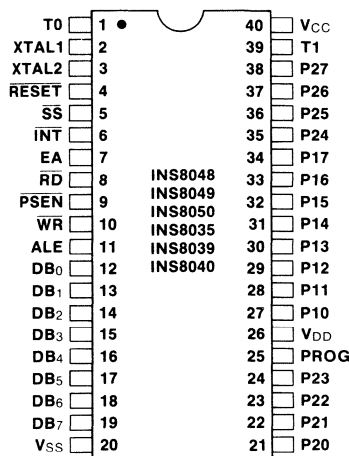 T0 1 40 VCC
XTAL1 2 39 T1
XTAL2 3 38 P27
RESET 4 37 P26
SS 5 36 P25
INT 6 35 P24
EA 7 34 P17
RD 8 INS8048 33 P16
PSEN 9 INS8049 32 P15
WR 10 INS8050 31 P14
ALE 11 INS8035 30 P13
INS8039
DB0 12 INS8040 29 P12
DB1 13 28 P11
DB2 14 27 P10
DB3 15 26 VDD
DB4 16 25 PROG
DB5 17 24 P23
DB6 18 23 P22
DB7 19 22 P21
VSS 20 21 P20